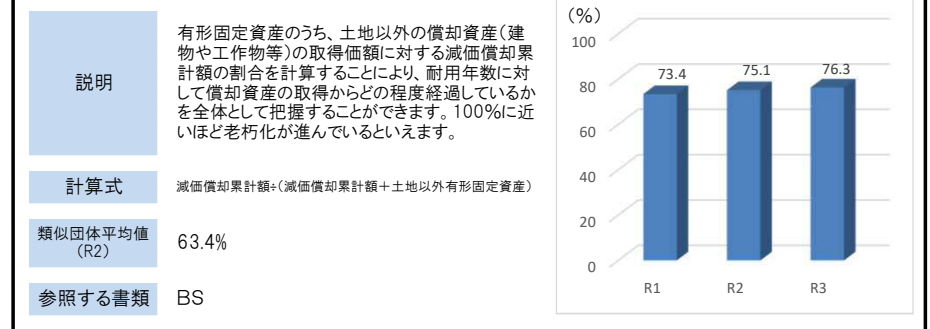 説明
有形固定資産のうち、土地以外の償却資産(建
物や工作物等)の取得価額に対する減価償却累
計額の割合を計算することにより、耐用年数に対
して償却資産の取得からどの程度経過しているか
を全体として把握することができます。100%に近
いほど老朽化が進んでいるといえます。
計算式
減価償却累計額÷(減価償却累計額+土地以外有形固定資産)
類似団体平均値
(R2)
63.4%
参照する書類
BS
(%)
100
80
60
40
20
0
73.4
75.1
76.3
R1
R2
R3